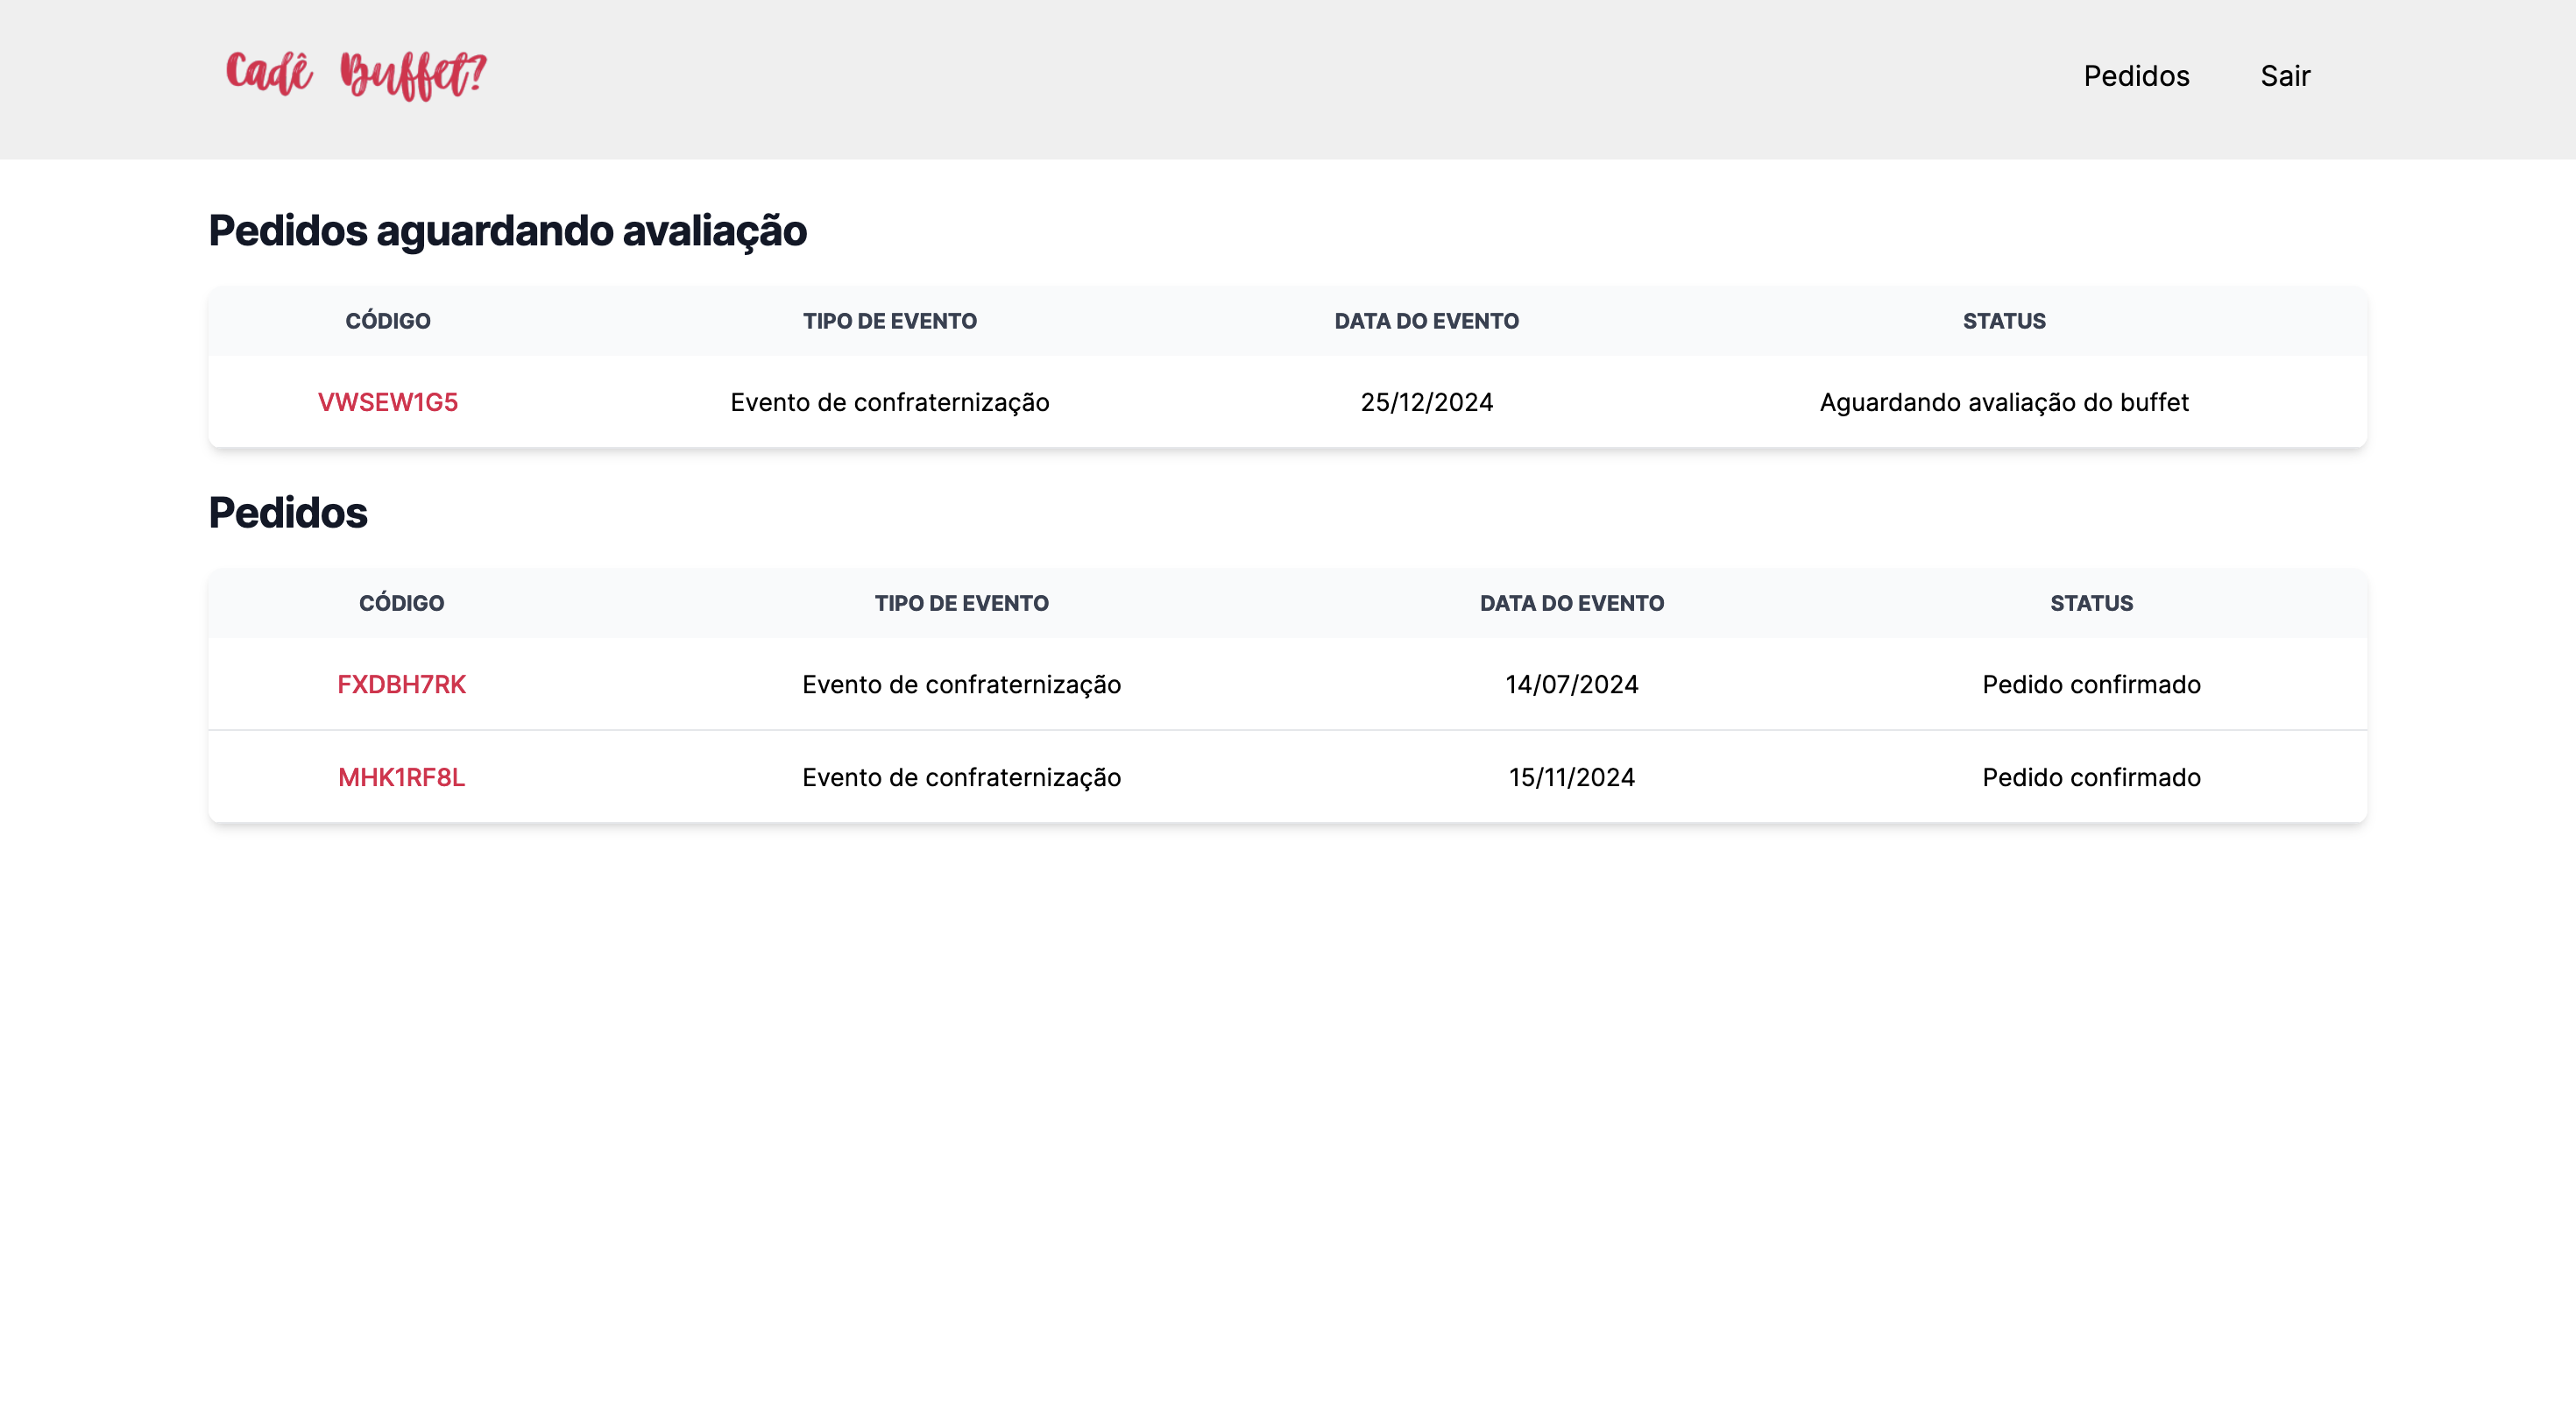 Cadê Buffet? Pedidos Sair
Pedidos aguardando avaliação
CÓDIGO TIPO DE EVENTO DATA DO EVENTO STATUS
VWSEW1G5 Evento de confraternização 25/12/2024 Aguardando avaliação do buffet
Pedidos
CÓDIGO TIPO DE EVENTO DATA DO EVENTO STATUS
FXDBH7RK Evento de confraternização 14/07/2024 Pedido confirmado
MHK1RF8L Evento de confraternização 15/11/2024 Pedido confirmado